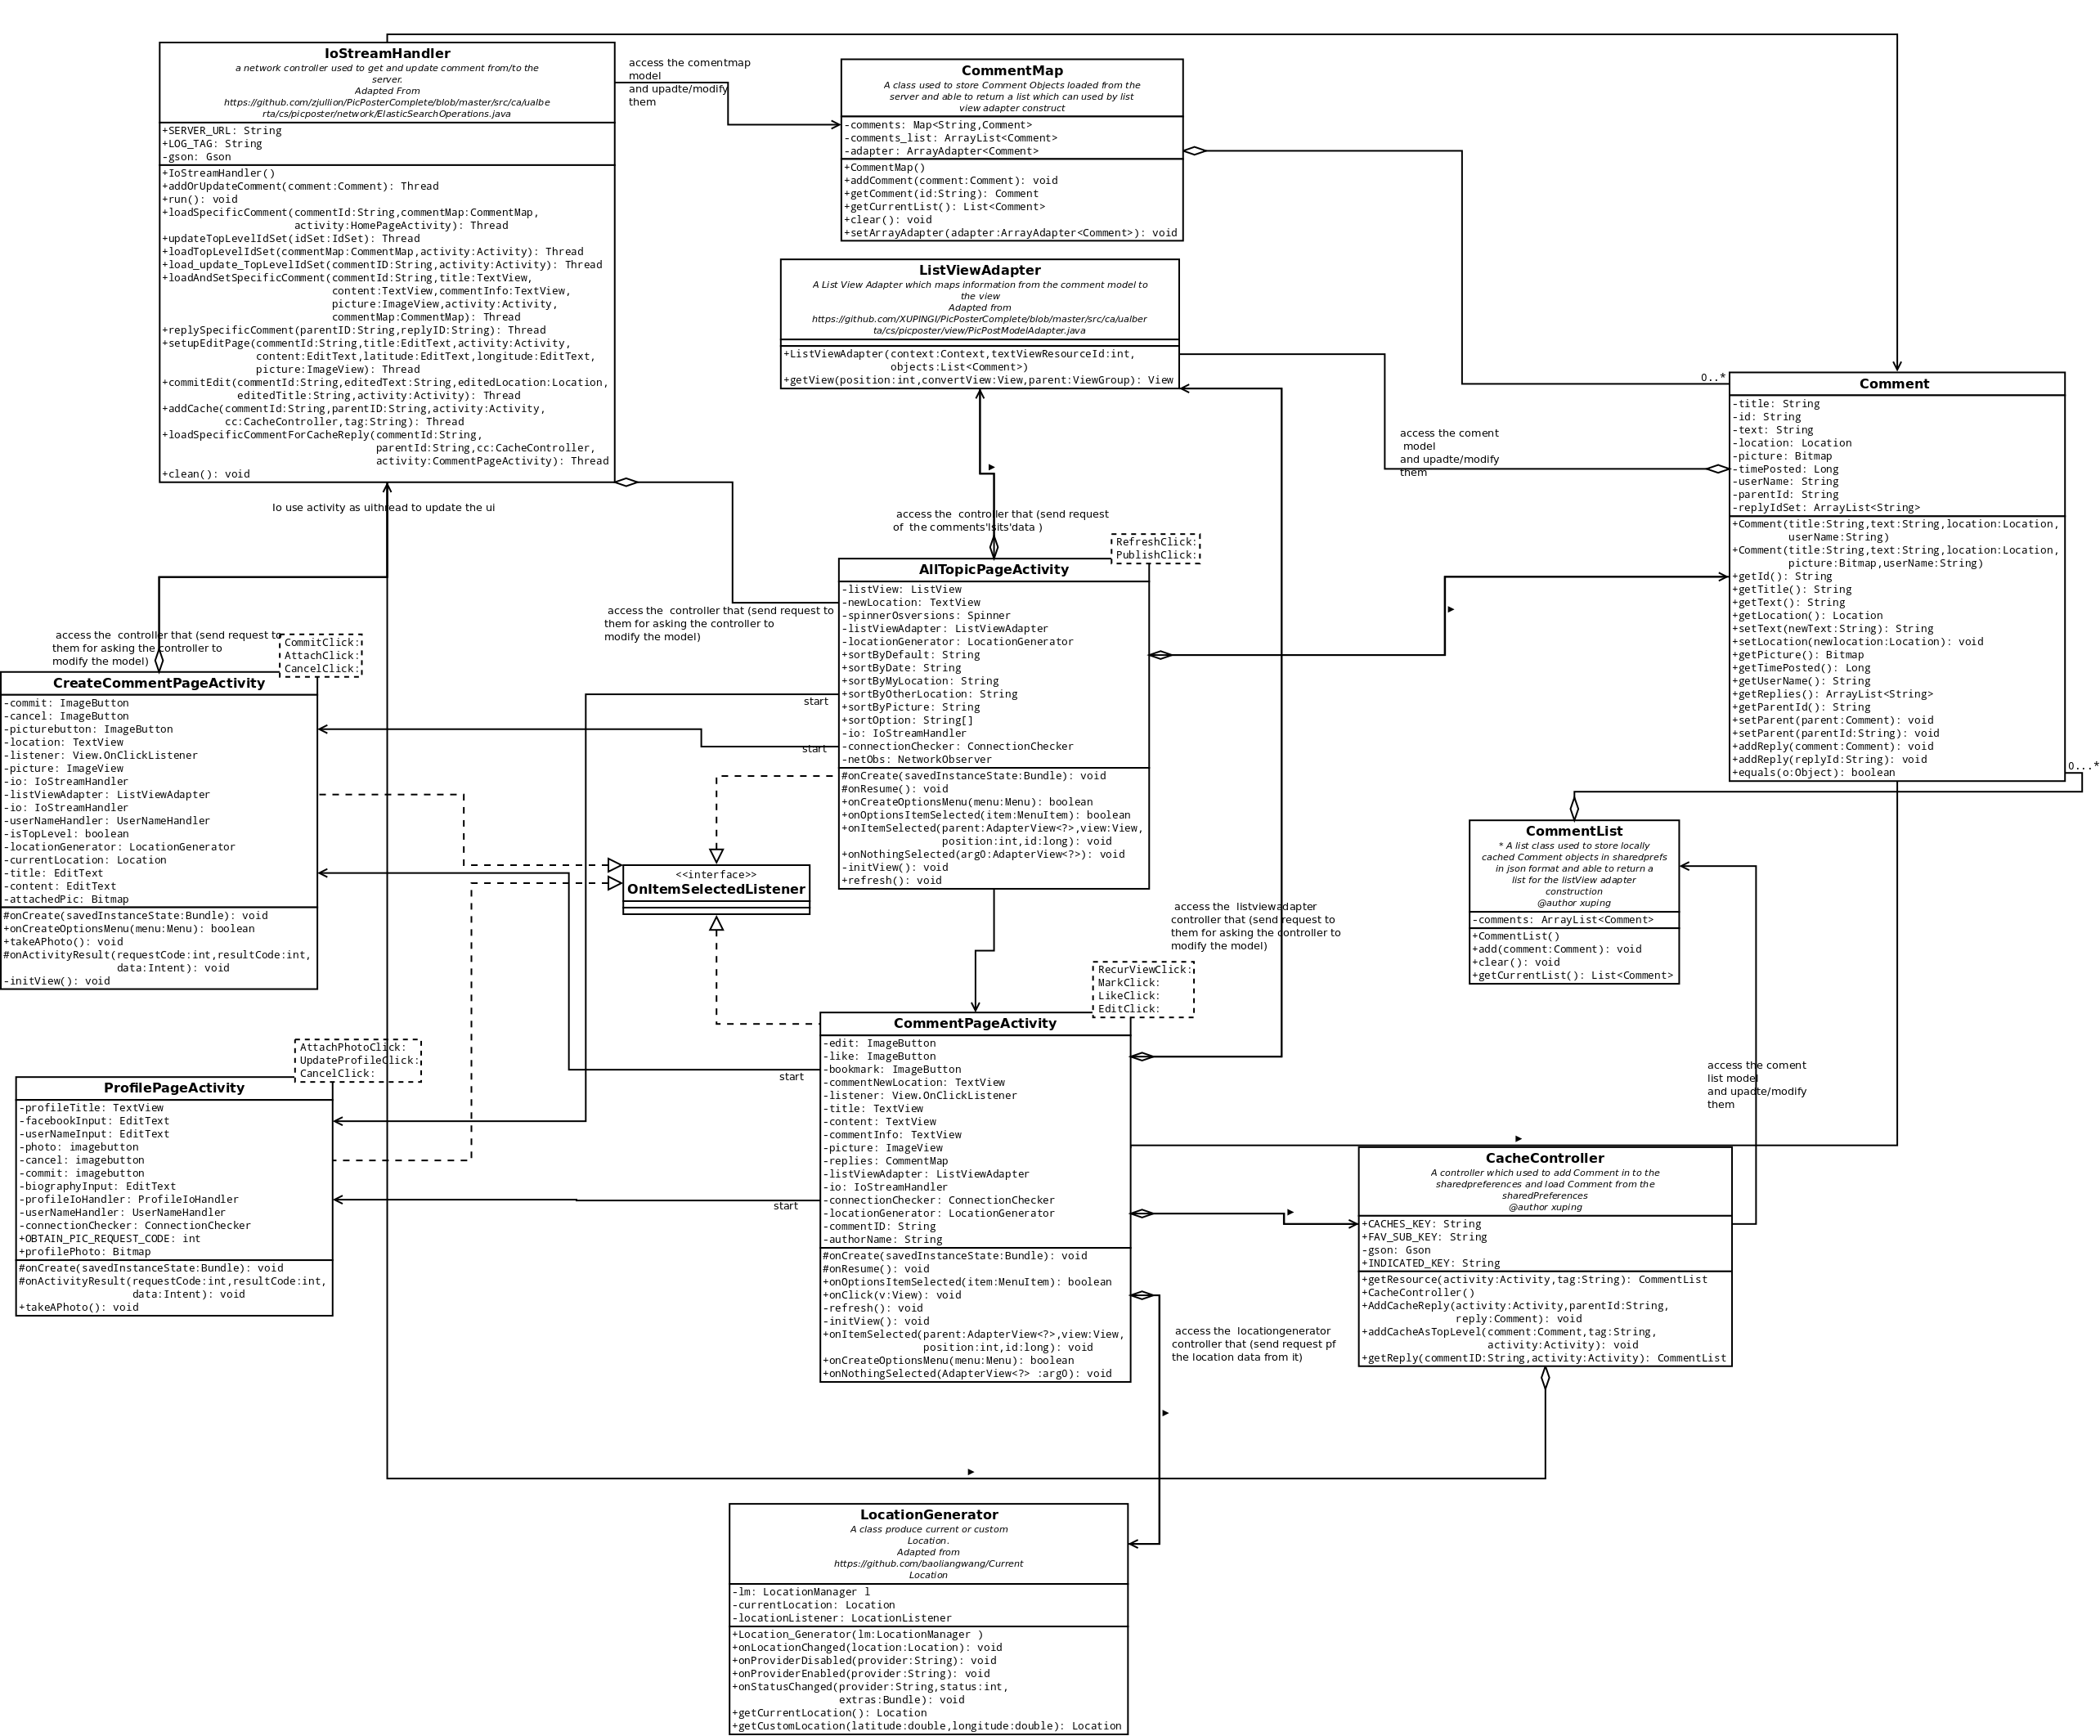 IoStreamHandler
a network controller used to get and update comment from/to the
server.
Adapted From
https://github.com/zjullion/PicPosterComplete/blob/master/src/ca/ualbe
rta/cs/picposter/network/ElasticSearchOperations.java
+SERVER_URL: String
+LOG_TAG: String
-gson: Gson
+IoStreamHandler()
+addOrUpdateComment(comment:Comment): Thread
+run(): void
+loadSpecificComment(commentId:String,commentMap:CommentMap,
activity:HomePageActivity): Thread
+updateTopLevelIdSet(idSet:IdSet): Thread
+loadTopLevelIdSet(commentMap:CommentMap,activity:Activity): Thread
+load_update_TopLevelIdSet(commentID:String,activity:Activity): Thread
+loadAndSetSpecificComment(commentId:String,title:TextView,
content:TextView,commentInfo:TextView,
picture:ImageView,activity:Activity,
commentMap:CommentMap): Thread
+replySpecificComment(parentID:String,replyID:String): Thread
+setupEditPage(commentId:String,title:EditText,activity:Activity,
content:EditText,latitude:EditText,longitude:EditText,
picture:ImageView): Thread
+commitEdit(commentId:String,editedText:String,editedLocation:Location,
editedTitle:String,activity:Activity): Thread
+addCache(commentId:String,parentID:String,activity:Activity,
cc:CacheController,tag:String): Thread
+loadSpecificCommentForCacheReply(commentId:String,
parentId:String,cc:CacheController,
activity:CommentPageActivity): Thread
+clean(): void
access the comentmap
model
and upadte/modify
them
CommentMap
A class used to store Comment Objects loaded from the
server and able to return a list which can used by list
view adapter construct
-comments: Map<String,Comment>
-comments_list: ArrayList<Comment>
-adapter: ArrayAdapter<Comment>
+CommentMap()
+addComment(comment:Comment): void
+getComment(id:String): Comment
+getCurrentList(): List<Comment>
+clear(): void
+setArrayAdapter(adapter:ArrayAdapter<Comment>): void
ListViewAdapter
A List View Adapter which maps information from the comment model to
the view
Adapted from
https://github.com/XUPINGI/PicPosterComplete/blob/master/src/ca/ualber
ta/cs/picposter/view/PicPostModelAdapter.java
+ListViewAdapter(context:Context,textViewResourceId:int,
objects:List<Comment>)
+getView(position:int,convertView:View,parent:ViewGroup): View
0..*
Comment
-title: String
-id: String
-text: String
-location: Location
-picture: Bitmap
-timePosted: Long
-userName: String
-parentId: String
-replyIdSet: ArrayList<String>
+Comment(title:String,text:String,location:Location,
userName:String)
+Comment(title:String,text:String,location:Location,
picture:Bitmap,userName:String)
+getId(): String
+getTitle(): String
+getText(): String
+getLocation(): Location
+setText(newText:String): String
+setLocation(newlocation:Location): void
+getPicture(): Bitmap
+getTimePosted(): Long
+getUserName(): String
+getReplies(): ArrayList<String>
+getParentId(): String
+setParent(parent:Comment): void
+setParent(parentId:String): void
+addReply(comment:Comment): void
+addReply(replyId:String): void
+equals(o:Object): boolean
0...*
access the coment
model
and upadte/modify
them
Io use activity as uithread to update the ui
access the  controller that (send request
of  the comments'lsits'data )
RefreshClick:
PublishClick:
AllTopicPageActivity
-listView: ListView
-newLocation: TextView
-spinnerOsversions: Spinner
-listViewAdapter: ListViewAdapter
-locationGenerator: LocationGenerator
+sortByDefault: String
+sortByDate: String
+sortByMyLocation: String
+sortByOtherLocation: String
+sortByPicture: String
+sortOption: String[]
-io: IoStreamHandler
-connectionChecker: ConnectionChecker
-netObs: NetworkObserver
#onCreate(savedInstanceState:Bundle): void
#onResume(): void
+onCreateOptionsMenu(menu:Menu): boolean
+onOptionsItemSelected(item:MenuItem): boolean
+onItemSelected(parent:AdapterView<?>,view:View,
position:int,id:long): void
+onNothingSelected(arg0:AdapterView<?>): void
-initView(): void
+refresh(): void
access the  controller that (send request to
them for asking the controller to
modify the model)
access the  controller that (send request to
them for asking the controller to
modify the model)
CommitClick:
AttachClick:
CancelClick:
CreateCommentPageActivity
-commit: ImageButton
-cancel: ImageButton
-picturebutton: ImageButton
-location: TextView
-listener: View.OnClickListener
-picture: ImageView
-io: IoStreamHandler
-listViewAdapter: ListViewAdapter
-io: IoStreamHandler
-userNameHandler: UserNameHandler
-isTopLevel: boolean
-locationGenerator: LocationGenerator
-currentLocation: Location
-title: EditText
-content: EditText
-attachedPic: Bitmap
#onCreate(savedInstanceState:Bundle): void
+onCreateOptionsMenu(menu:Menu): boolean
+takeAPhoto(): void
#onActivityResult(requestCode:int,resultCode:int,
data:Intent): void
-initView(): void
start
start
<<interface>>
OnItemSelectedListener
CommentList
* A list class used to store locally
cached Comment objects in sharedprefs
in json format and able to return a
list for the listView adapter
construction
@author xuping
-comments: ArrayList<Comment>
+CommentList()
+add(comment:Comment): void
+clear(): void
+getCurrentList(): List<Comment>
access the  listviewadapter
controller that (send request to
them for asking the controller to
modify the model)
RecurViewClick:
MarkClick:
LikeClick:
EditClick:
CommentPageActivity
-edit: ImageButton
-like: ImageButton
-bookmark: ImageButton
-commentNewLocation: TextView
-listener: View.OnClickListener
-title: TextView
-content: TextView
-commentInfo: TextView
-picture: ImageView
-replies: CommentMap
-listViewAdapter: ListViewAdapter
-io: IoStreamHandler
-connectionChecker: ConnectionChecker
-locationGenerator: LocationGenerator
-commentID: String
-authorName: String
#onCreate(savedInstanceState:Bundle): void
#onResume(): void
+onOptionsItemSelected(item:MenuItem): boolean
+onClick(v:View): void
-refresh(): void
-initView(): void
+onItemSelected(parent:AdapterView<?>,view:View,
position:int,id:long): void
+onCreateOptionsMenu(menu:Menu): boolean
+onNothingSelected(AdapterView<?> :arg0): void
start
start
AttachPhotoClick:
UpdateProfileClick:
CancelClick:
ProfilePageActivity
-profileTitle: TextView
-facebookInput: EditText
-userNameInput: EditText
-photo: imagebutton
-cancel: imagebutton
-commit: imagebutton
-biographyInput: EditText
-profileIoHandler: ProfileIoHandler
-userNameHandler: UserNameHandler
-connectionChecker: ConnectionChecker
+OBTAIN_PIC_REQUEST_CODE: int
+profilePhoto: Bitmap
#onCreate(savedInstanceState:Bundle): void
#onActivityResult(requestCode:int,resultCode:int,
data:Intent): void
+takeAPhoto(): void
access the coment
list model
and upadte/modify
them
CacheController
A controller which used to add Comment in to the
sharedpreferences and load Comment from the
sharedPreferences
@author xuping
+CACHES_KEY: String
+FAV_SUB_KEY: String
-gson: Gson
+INDICATED_KEY: String
+getResource(activity:Activity,tag:String): CommentList
+CacheController()
+AddCacheReply(activity:Activity,parentId:String,
reply:Comment): void
+addCacheAsTopLevel(comment:Comment,tag:String,
activity:Activity): void
+getReply(commentID:String,activity:Activity): CommentList
access the  locationgenerator
controller that (send request pf
the location data from it)
LocationGenerator
A class produce current or custom
Location.
Adapted from
https://github.com/baoliangwang/Current
Location
-lm: LocationManager l
-currentLocation: Location
-locationListener: LocationListener
+Location_Generator(lm:LocationManager )
+onLocationChanged(location:Location): void
+onProviderDisabled(provider:String): void
+onProviderEnabled(provider:String): void
+onStatusChanged(provider:String,status:int,
extras:Bundle): void
+getCurrentLocation(): Location
+getCustomLocation(latitude:double,longitude:double): Location